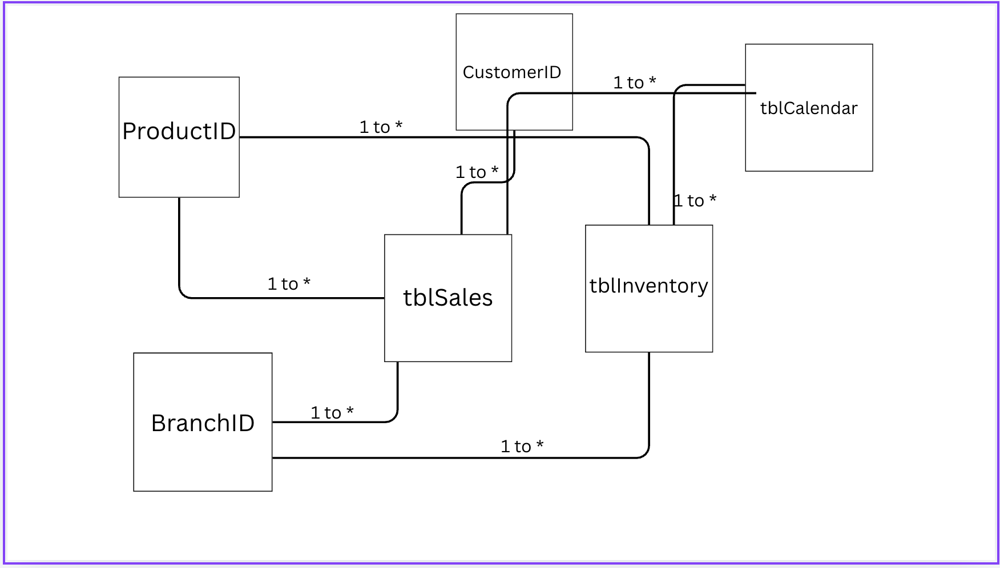 CustomerID
1 to *
tblCalendar
ProductID
1 to *
1 to *
1 to *
tblInventory
1 to *
tblSales
BranchID
1 to *
1 to *